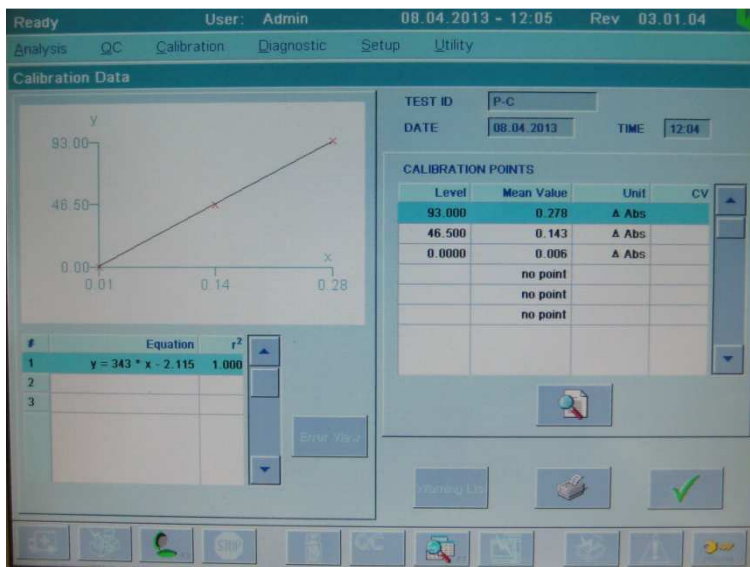 Ready User: Admin 08.04.2013 - 12:05 Rev 03.01.04
Analysis QC Calibration Diagnostic Setup Utility
Calibration Data
y
93.00
48.50
0.00
x
0.01 0.14 0.28
# Equation r²
1 y = 343 * x - 2.115 1.000
2
3
Error Text
TEST ID P-C
DATE 08.04.2013 TIME 12:04
CALIBRATION POINTS
Level Mean Value Unit CV
93.000 0.278 Δ Abs
46.500 0.143 Δ Abs
0.0000 0.006 Δ Abs
no point
no point
no point
STOP QC